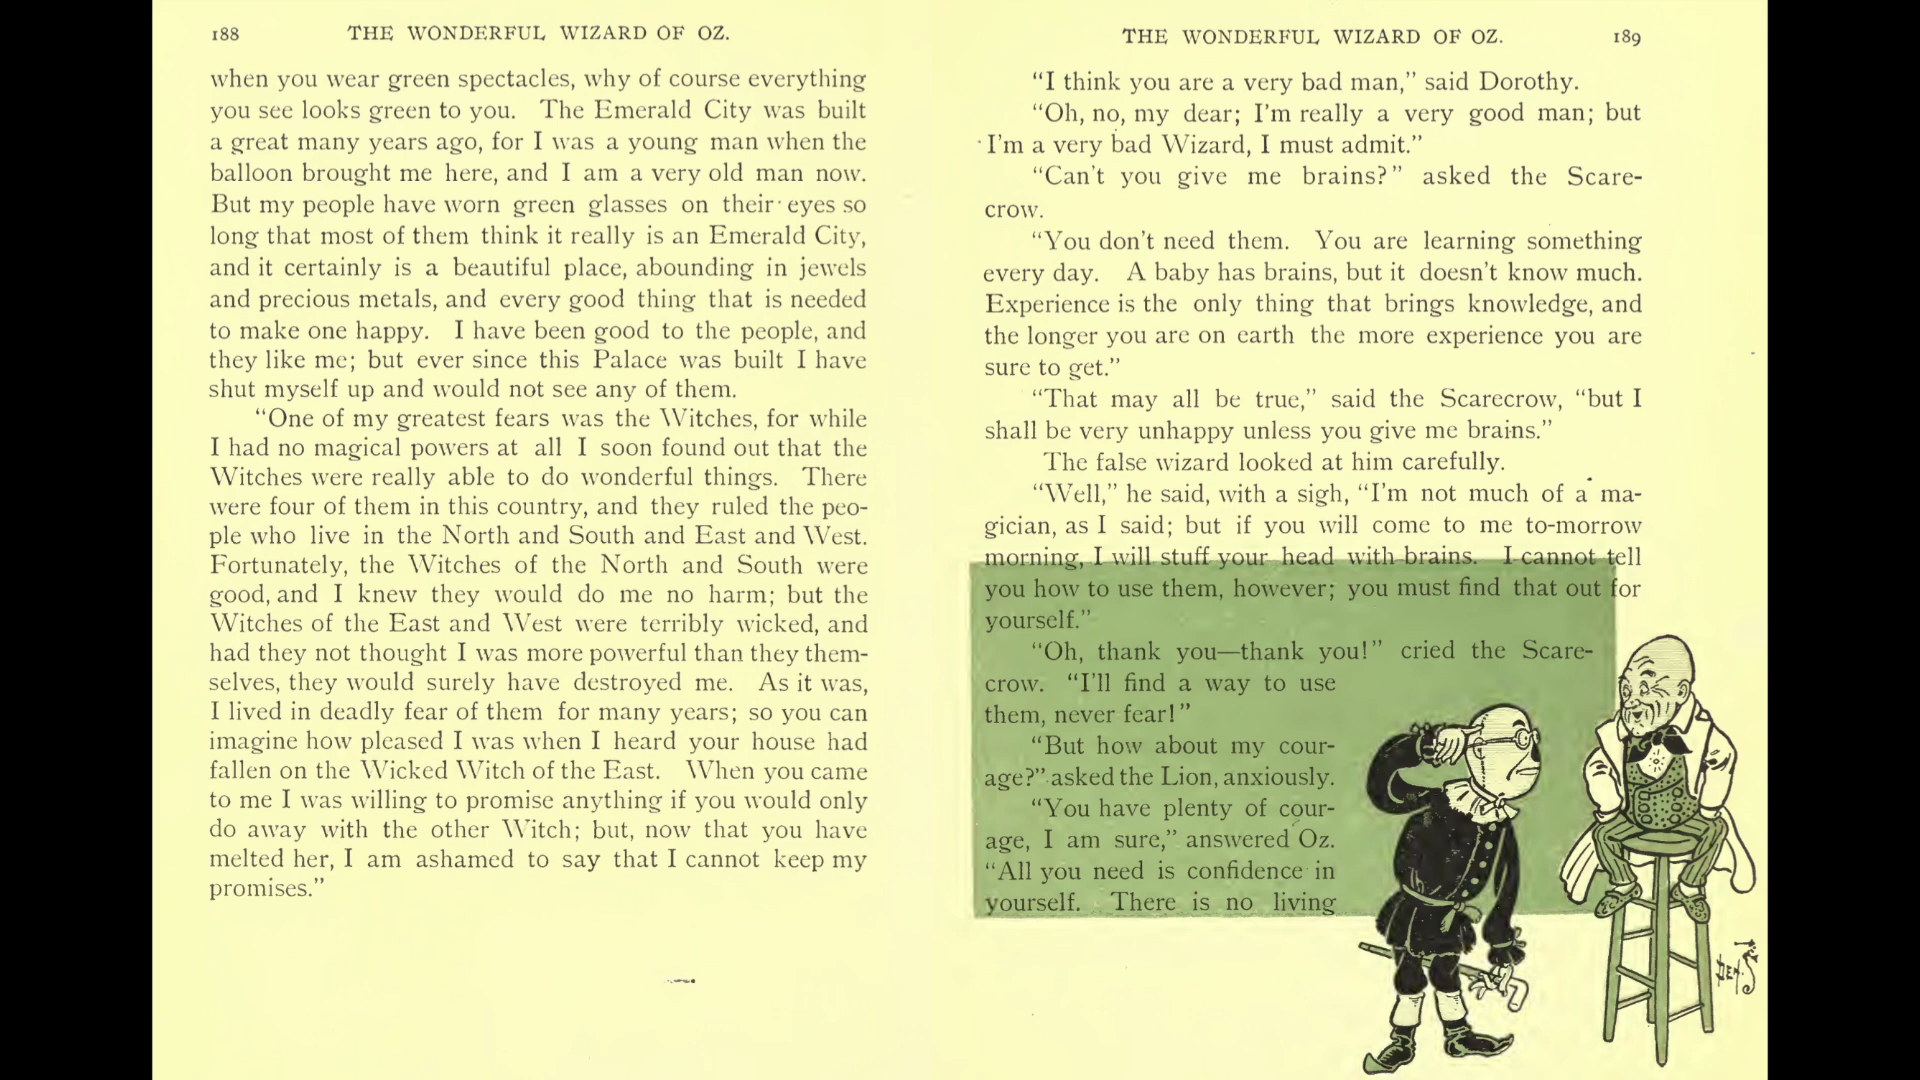 188 THE WONDERFUL WIZARD OF OZ.
when you wear green spectacles, why of course everything
you see looks green to you. The Emerald City was built
a great many years ago, for I was a young man when the
balloon brought me here, and I am a very old man now.
But my people have worn green glasses on their eyes so
long that most of them think it really is an Emerald City,
and it certainly is a beautiful place, abounding in jewels
and precious metals, and every good thing that is needed
to make one happy. I have been good to the people, and
they like me; but ever since this Palace was built I have
shut myself up and would not see any of them.
“One of my greatest fears was the Witches, for while
I had no magical powers at all I soon found out that the
Witches were really able to do wonderful things. There
were four of them in this country, and they ruled the peo-
ple who live in the North and South and East and West.
Fortunately, the Witches of the North and South were
good, and I knew they would do me no harm; but the
Witches of the East and West were terribly wicked, and
had they not thought I was more powerful than they them-
selves, they would surely have destroyed me. As it was,
I lived in deadly fear of them for many years; so you can
imagine how pleased I was when I heard your house had
fallen on the Wicked Witch of the East. When you came
to me I was willing to promise anything if you would only
do away with the other Witch; but, now that you have
melted her, I am ashamed to say that I cannot keep my
promises.”
THE WONDERFUL WIZARD OF OZ. 189
“I think you are a very bad man,” said Dorothy.
“Oh, no, my dear; I'm really a very good man; but
I'm a very bad Wizard, I must admit.”
“Can't you give me brains?” asked the Scare-
crow.
“You don't need them. You are learning something
every day. A baby has brains, but it doesn't know much.
Experience is the only thing that brings knowledge, and
the longer you are on earth the more experience you are
sure to get.”
“That may all be true,” said the Scarecrow, “but I
shall be very unhappy unless you give me brains.”
The false wizard looked at him carefully.
“Well,” he said, with a sigh, “I'm not much of a ma-
gician, as I said; but if you will come to me to-morrow
morning, I will stuff your head with brains. I cannot tell
you how to use them, however; you must find that out for
yourself.”
“Oh, thank you—thank you!” cried the Scare-
crow. “I'll find a way to use
them, never fear!”
“But how about my cour-
age?” asked the Lion, anxiously.
“You have plenty of cour-
age, I am sure,” answered Oz.
“All you need is confidence in
yourself. There is no living
DEN.S